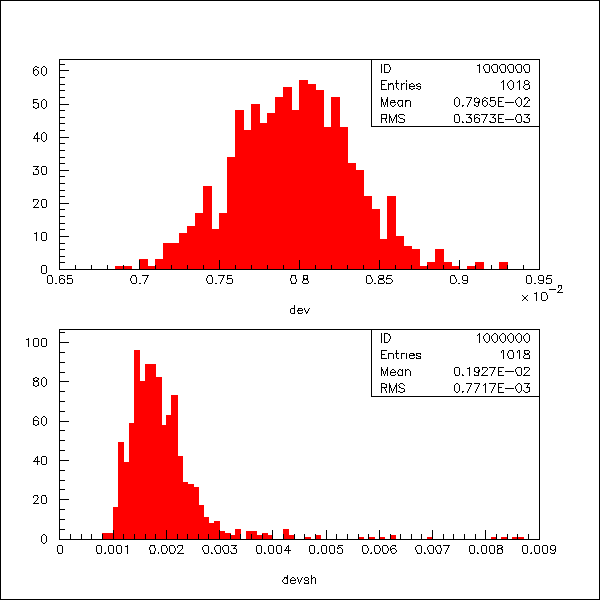 ID 1000000
Entries 1018
Mean 0.7965E-02
RMS 0.3673E-03
60
50
40
30
20
10
0
0.65 0.7 0.75 0.8 0.85 0.9 0.95
×10-2
dev
ID 1000000
Entries 1018
Mean 0.1927E-02
RMS 0.7717E-03
100
80
60
40
20
0
0 0.001 0.002 0.003 0.004 0.005 0.006 0.007 0.008 0.009
devsh